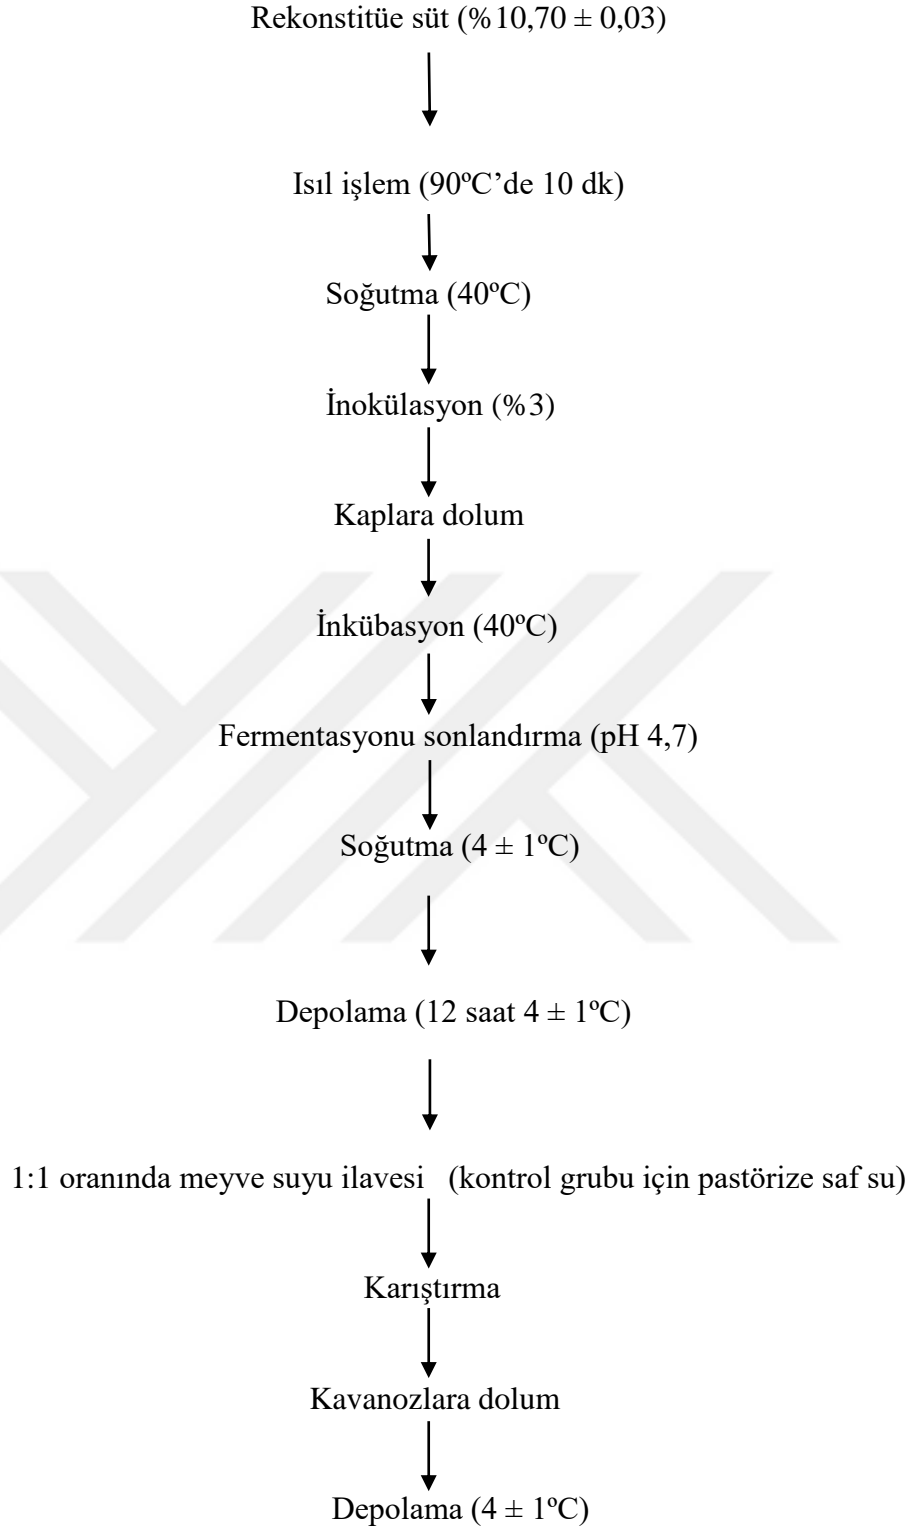 Rekonstitüe süt (%10,70 ± 0,03)
Isıl işlem (90ºC’de 10 dk)
Soğutma (40ºC)
İnokülasyon (%3)
Kaplara dolum
İnkübasyon (40ºC)
Fermentasyonu sonlandırma (pH 4,7)
Soğutma (4 ± 1ºC)
Depolama (12 saat 4 ± 1ºC)
1:1 oranında meyve suyu ilavesi (kontrol grubu için pastörize saf su)
Karıştırma
Kavanozlara dolum
Depolama (4 ± 1ºC)